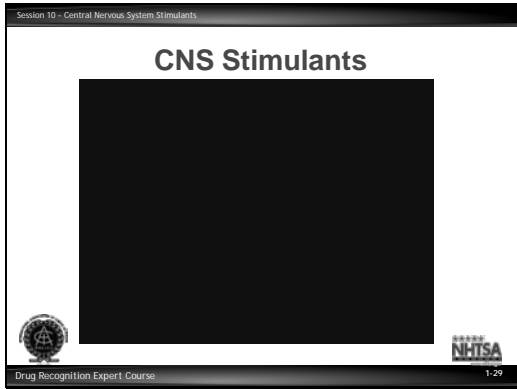 Session 10 - Central Nervous System Stimulants
CNS Stimulants
NHTSA
Drug Recognition Expert Course
1-29